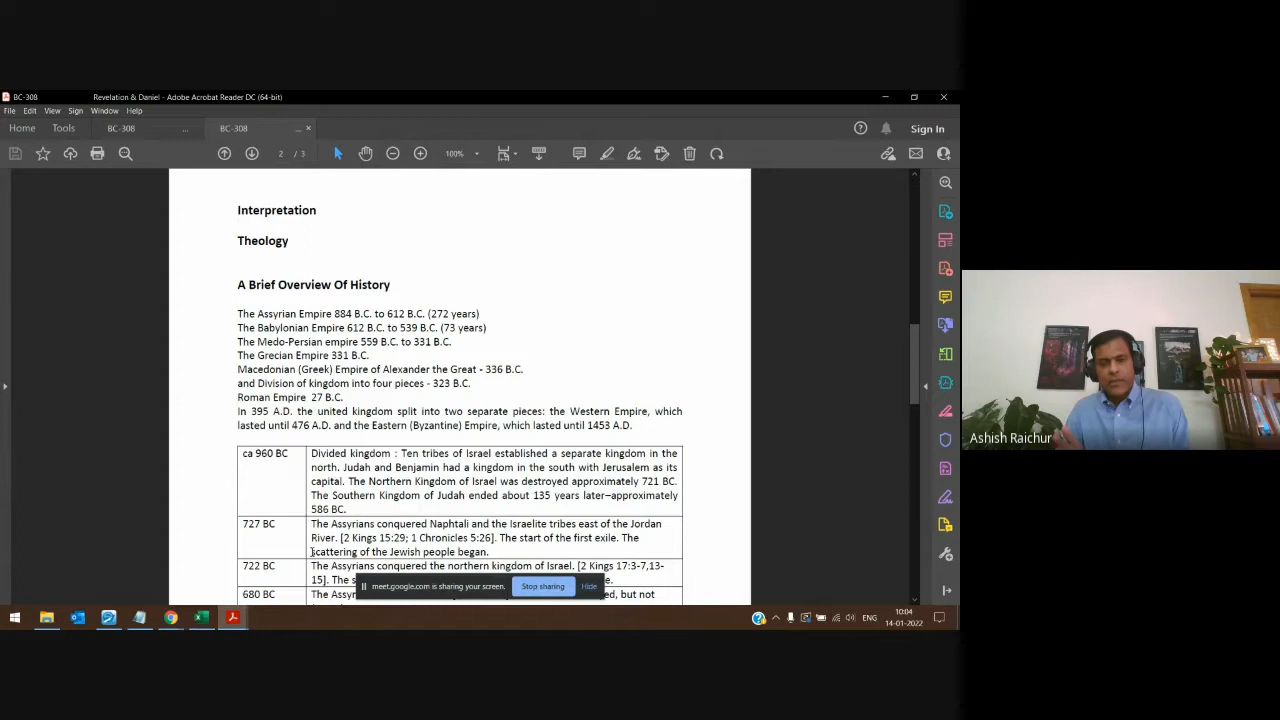 BC-308 Revelation & Daniel - Adobe Acrobat Reader DC (64-bit)
File Edit View Sign Window Help
Home Tools BC-308 ... BC-308 ... × Sign In
2 / 3 100%
Interpretation
Theology
A Brief Overview Of History
The Assyrian Empire 884 B.C. to 612 B.C. (272 years)
The Babylonian Empire 612 B.C. to 539 B.C. (73 years)
The Medo-Persian empire 559 B.C. to 331 B.C.
The Grecian Empire 331 B.C.
Macedonian (Greek) Empire of Alexander the Great - 336 B.C.
and Division of kingdom into four pieces - 323 B.C.
Roman Empire 27 B.C.
In 395 A.D. the united kingdom split into two separate pieces: the Western Empire, which
lasted until 476 A.D. and the Eastern (Byzantine) Empire, which lasted until 1453 A.D.
ca 960 BC Divided kingdom : Ten tribes of Israel established a separate kingdom in the
north. Judah and Benjamin had a kingdom in the south with Jerusalem as its
capital. The Northern Kingdom of Israel was destroyed approximately 721 BC.
The Southern Kingdom of Judah ended about 135 years later–approximately
586 BC.
727 BC The Assyrians conquered Naphtali and the Israelite tribes east of the Jordan
River. [2 Kings 15:29; 1 Chronicles 5:26]. The start of the first exile. The
scattering of the Jewish people began.
722 BC The Assyrians conquered the northern kingdom of Israel. [2 Kings 17:3-7,13-
15]. The
680 BC The but not
meet.google.com is sharing your screen. Stop sharing Hide
Ashish Raichur
ENG 10:04
14-01-2022